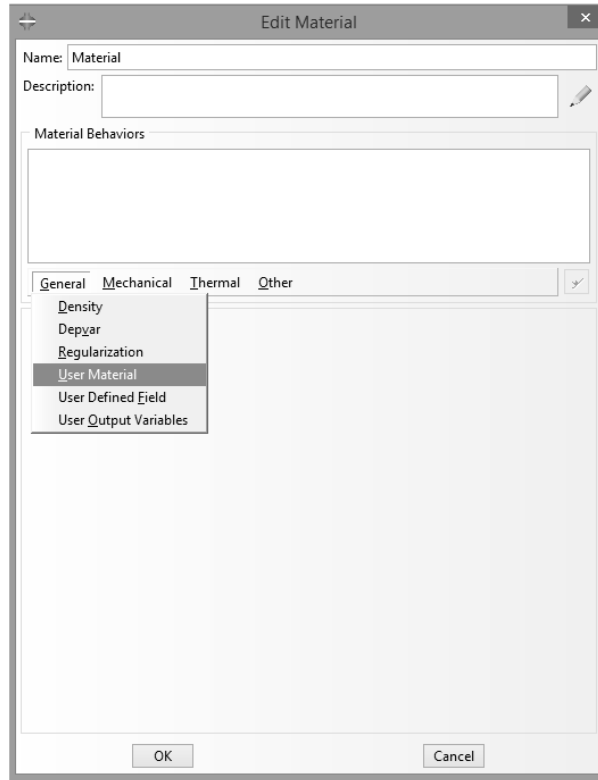 Edit Material
Name: Material
Description:
Material Behaviors
General Mechanical Thermal Other
Density
Depvar
Regularization
User Material
User Defined Field
User Output Variables
OK Cancel